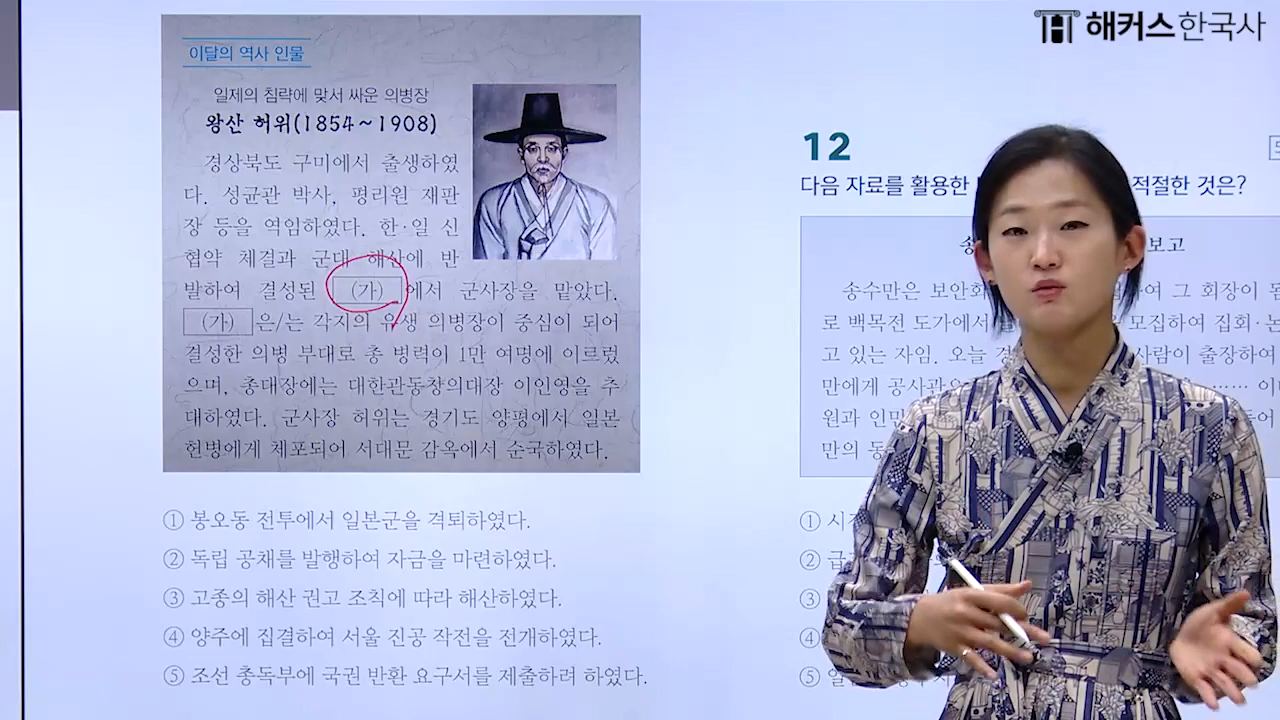 해커스한국사
이달의 역사 인물
일제의 침략에 맞서 싸운 의병장
왕산 허위(1854~1908)
경상북도 구미에서 출생하였
다. 성균관 박사, 평리원 재판
장 등을 역임하였다. 한·일 신
협약 체결과 군대 해산에 반
발하여 결성된 (가) 에서 군사장을 맡았다.
(가) 은/는 각지의 유생 의병장이 중심이 되어
결성한 의병 부대로 총 병력이 1만 여명에 이르렀
으며, 총대장에는 대한관동창의대장 이인영을 추
대하였다. 군사장 허위는 경기도 양평에서 일본
헌병에게 체포되어 서대문 감옥에서 순국하였다.
① 봉오동 전투에서 일본군을 격퇴하였다.
② 독립 공채를 발행하여 자금을 마련하였다.
③ 고종의 해산 권고 조칙에 따라 해산하였다.
④ 양주에 집결하여 서울 진공 작전을 전개하였다.
⑤ 조선 총독부에 국권 반환 요구서를 제출하려 하였다.
12
다음 자료를 활용한 적절한 것은?
보고
송수만은 보안 하여 그 회장이
로 백목전 도가에서 모집하여 집회·논
고 있는 자임. 오늘 사람이 출장하여
만에게 공사관 ……
원과 인민
만의
①
②
③
④
⑤